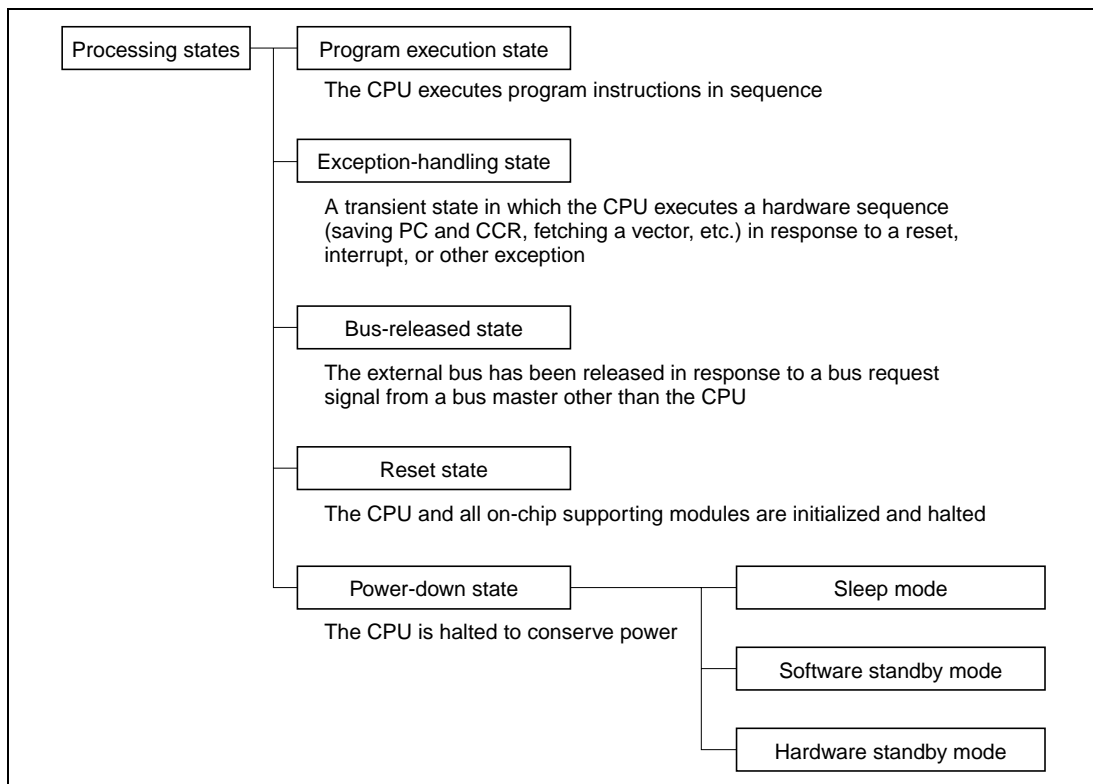 Processing states
Program execution state
The CPU executes program instructions in sequence
Exception-handling state
A transient state in which the CPU executes a hardware sequence
(saving PC and CCR, fetching a vector, etc.) in response to a reset,
interrupt, or other exception
Bus-released state
The external bus has been released in response to a bus request
signal from a bus master other than the CPU
Reset state
The CPU and all on-chip supporting modules are initialized and halted
Power-down state
Sleep mode
The CPU is halted to conserve power
Software standby mode
Hardware standby mode